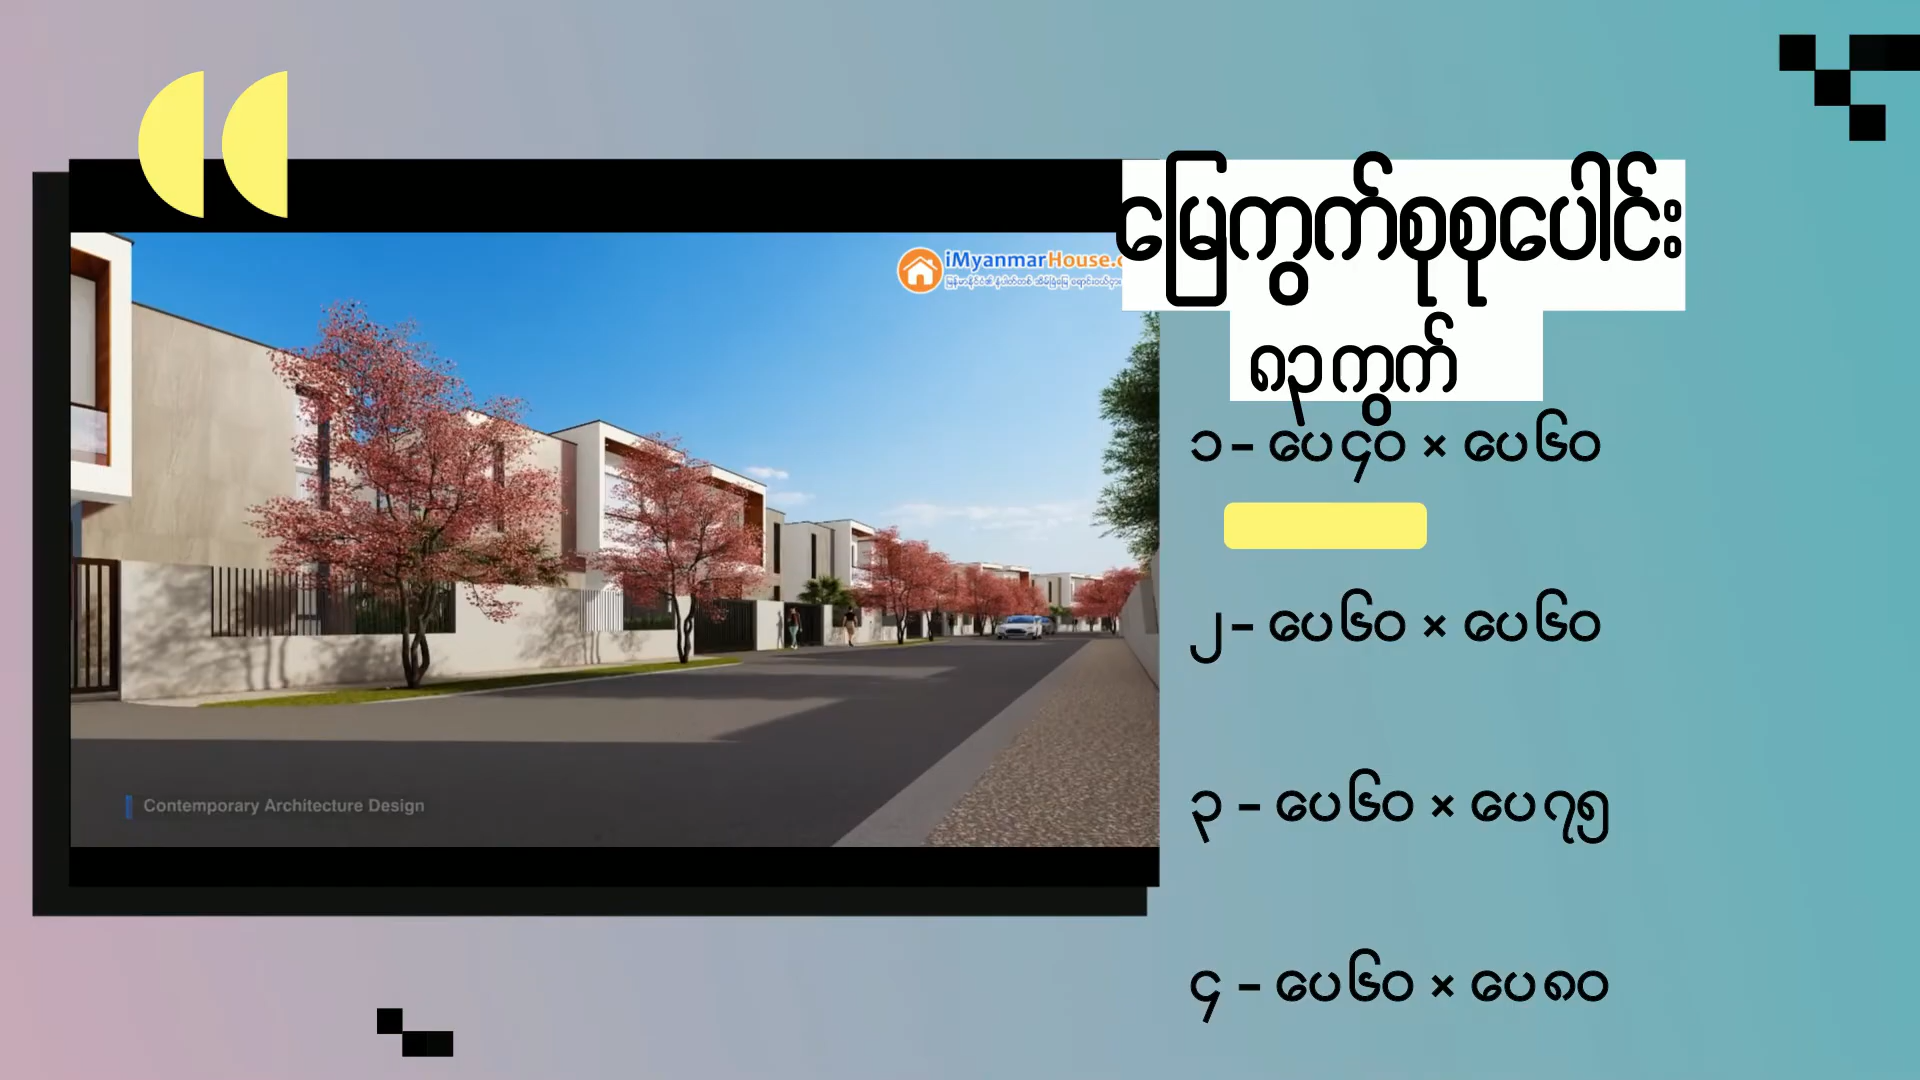 iMyanmarHouse.c
မြေကွက်စုစုပေါင်း
၈၃ကွက်
၁ - ပေ၄၀ × ပေ၆၀
၂ - ပေ၆၀ × ပေ၆၀
၃ - ပေ၆၀ × ပေ၇၅
၄ - ပေ၆၀ × ပေ၈၀
Contemporary Architecture Design